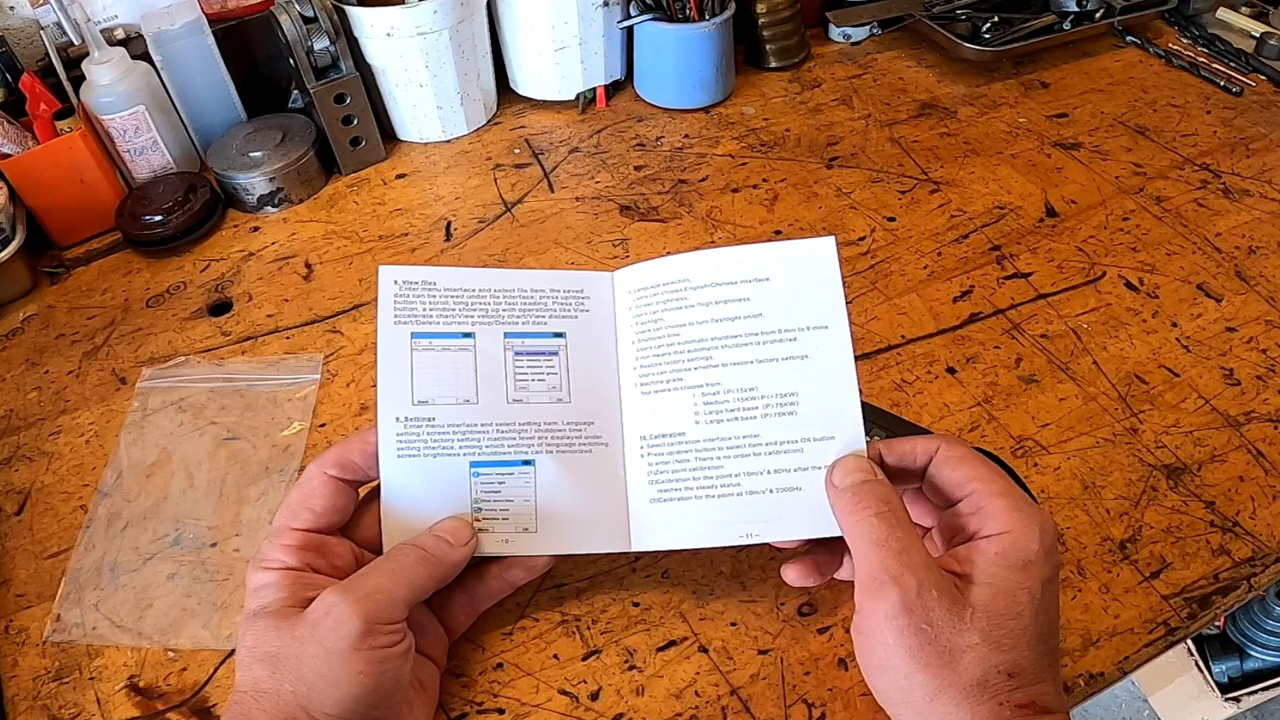 8. View files
Enter menu interface and select file item, the saved
data can be viewed under file interface; press up/down
button to scroll, long press for fast reading. Press OK
button, a window showing up with operations like View
accelerate chart/View velocity chart/View distance
chart/Delete current group/Delete all data.
9. Settings
Enter menu interface and select setting item. Language
setting / screen brightness / flashlight / shutdown time /
restoring factory setting / machine level are displayed under
setting interface, among which settings of language switching,
screen brightness and shutdown time can be memorized.
Screen light
Flashlight
Menu
OK
—10—
Language selection,
Users can choose English/Chinese interface.
Screen brightness,
Users can choose low/high brightness.
Flashlight,
Users can choose to turn flashlight on/off.
Shutdown time,
Users can set automatic shutdown time from 0 min to 9 mins
0 min means that automatic shutdown is prohibited
Restore factory settings,
Users can choose whether to restore factory settings.
Machine grade,
four levels to choose from:
I : Small (P<15KW)
II : Medium (15KW<P<=75KW)
III : Large hard base (P>75KW)
IV : Large soft base (P>75KW)
10. Calibration
a Select calibration interface to enter.
b Press up/down button to select item and press OK button
to enter (Note: There is no order for calibration)
(1)Zero point calibration.
(2)Calibration for the point at 10m/s² & 80Hz after the
reaches the steady status.
(3)Calibration for the point at 10m/s² & 2000Hz.
—11—